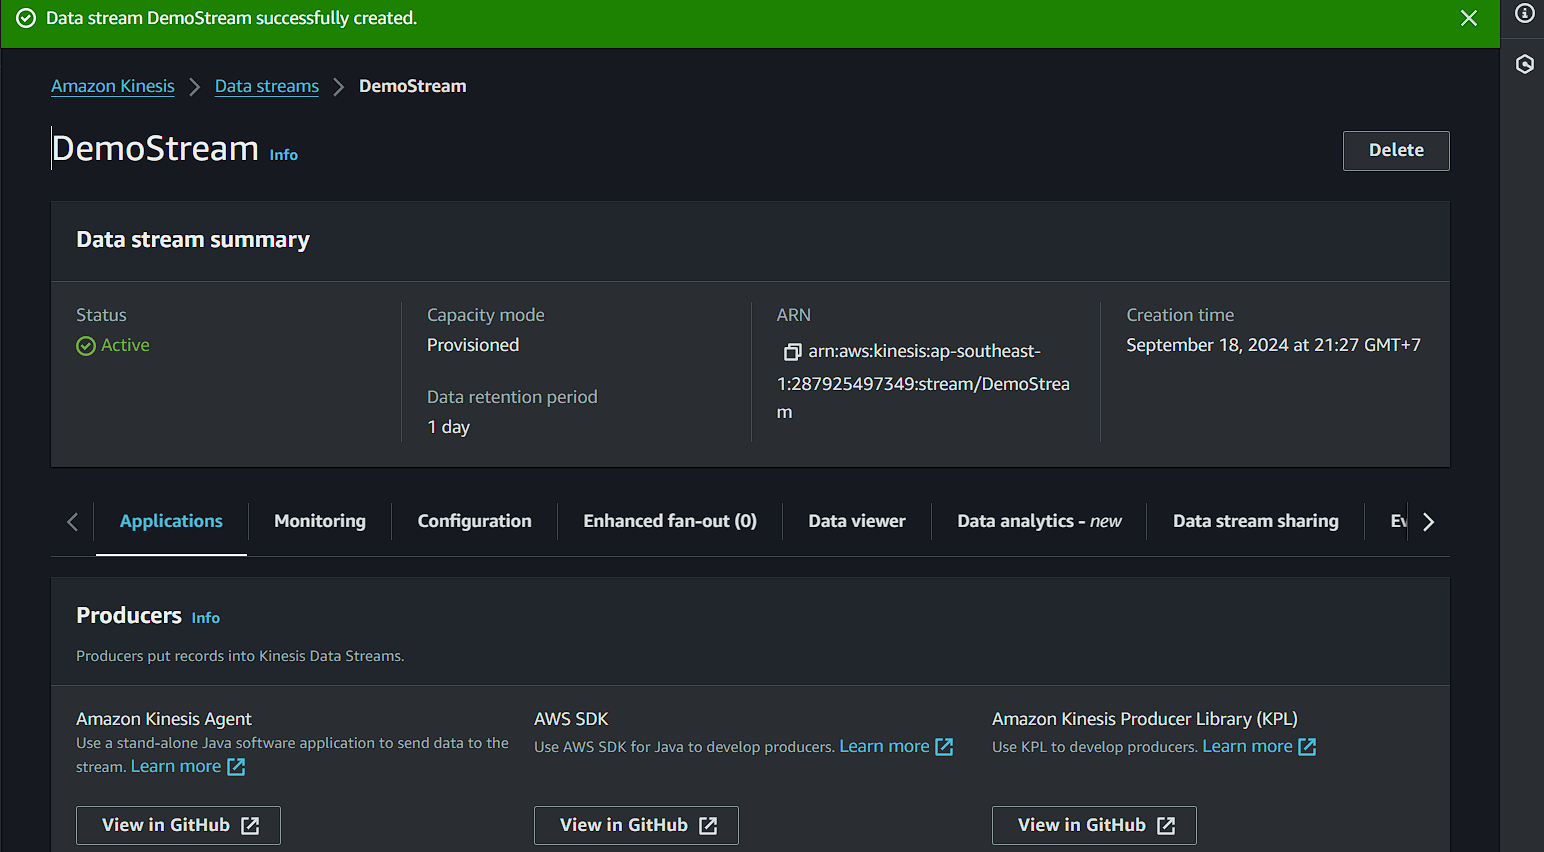 Data stream DemoStream successfully created.
Amazon Kinesis
Data streams
DemoStream
DemoStream Info
Delete
Data stream summary
Status
Active
Capacity mode
Provisioned
Data retention period
1 day
ARN
arn:aws:kinesis:ap-southeast-
1:287925497349:stream/DemoStrea
m
Creation time
September 18, 2024 at 21:27 GMT+7
Applications
Monitoring
Configuration
Enhanced fan-out (0)
Data viewer
Data analytics - new
Data stream sharing
Producers Info
Producers put records into Kinesis Data Streams.
Amazon Kinesis Agent
Use a stand-alone Java software application to send data to the
stream. Learn more
View in GitHub
AWS SDK
Use AWS SDK for Java to develop producers. Learn more
View in GitHub
Amazon Kinesis Producer Library (KPL)
Use KPL to develop producers. Learn more
View in GitHub